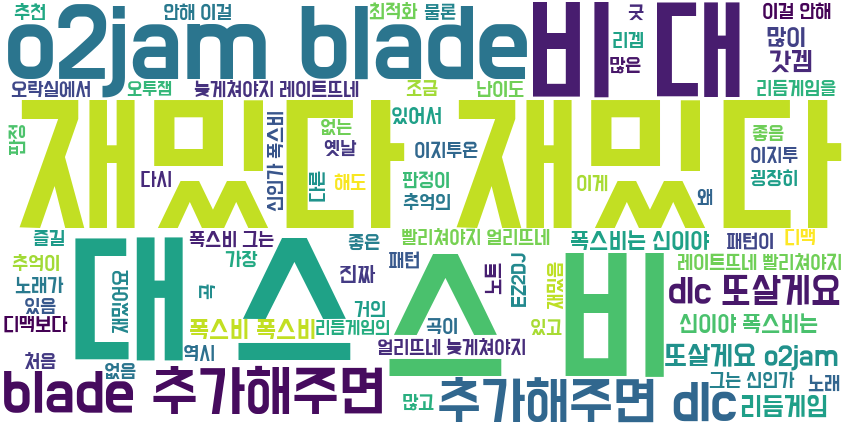 추천
안해 이걸
최적화
물론
굿
이걸 안해
o2jam blade
비 대
리겜
많이
많은
갓겜
오락실에서
오투잼
늦게쳐야지 레이트뜨네
조금
난이도
리듬게임을
재밌다 재밌다
판정
신인가 폭스비
없는
있어서
좋음
옛날
이지투온
이지투
다시
다른
해도
판정이
추억의
이게
왜
굉장히
즐길
폭스비 그는
좋은
빨리쳐야지 얼리뜨네
폭스비는 신이야
패턴이
디맥
대스
스비
추억이
가장
진짜
패턴
노트
EZ2DJ
재밌음
레이트뜨네 빨리쳐야지
노래가
재밌어요
곡
dlc 또살게요
있음
거의
디맥보다
폭스비 폭스비
리듬게임의
곡이
있고
신이야 폭스비는
처음
없음
역시
얼리뜨네 늦게쳐야지
또살게요 o2jam
blade 추가해주면
많고
추가해주면 dlc
그는 신인가
노래
리듬게임